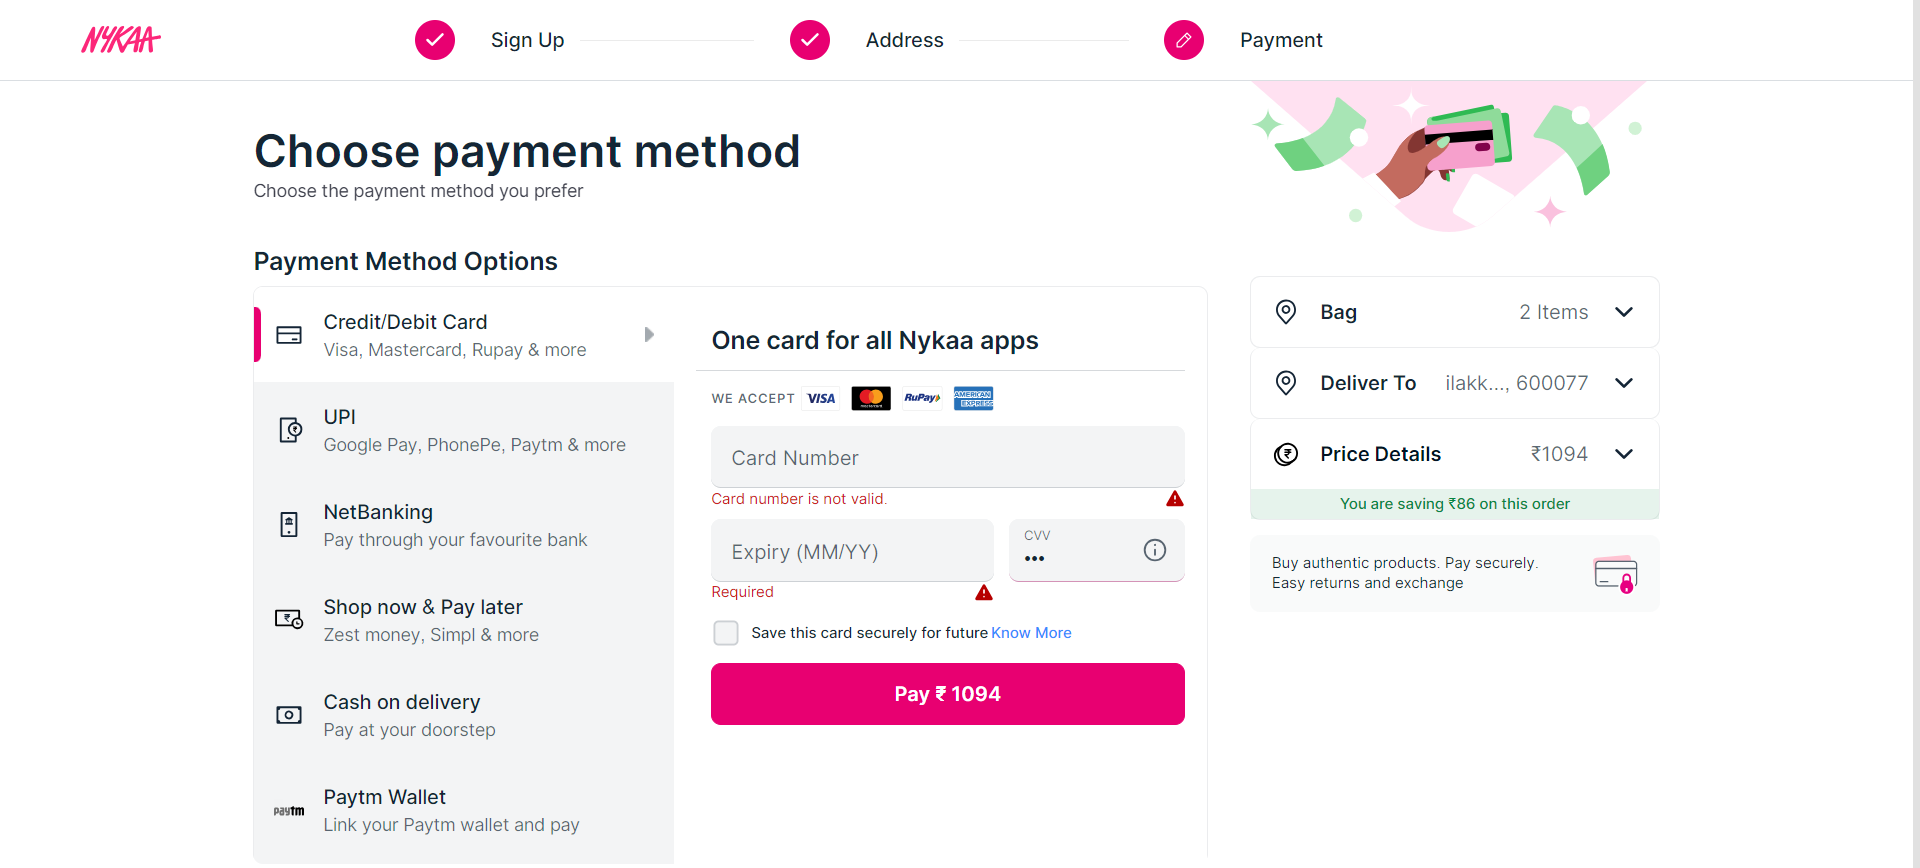 NYKAA
Sign Up
Address
Payment
Choose payment method
Choose the payment method you prefer
Payment Method Options
Credit/Debit Card
Visa, Mastercard, Rupay & more
UPI
Google Pay, PhonePe, Paytm & more
NetBanking
Pay through your favourite bank
Shop now & Pay later
Zest money, Simpl & more
Cash on delivery
Pay at your doorstep
paytm
Paytm Wallet
Link your Paytm wallet and pay
One card for all Nykaa apps
WE ACCEPT VISA mastercard RuPay AMERICAN EXPRESS
Card Number
Card number is not valid.
Expiry (MM/YY)
CVV
•••
Required
Save this card securely for future Know More
Pay ₹ 1094
Bag 2 Items
Deliver To ilakk..., 600077
Price Details ₹1094
You are saving ₹86 on this order
Buy authentic products. Pay securely.
Easy returns and exchange